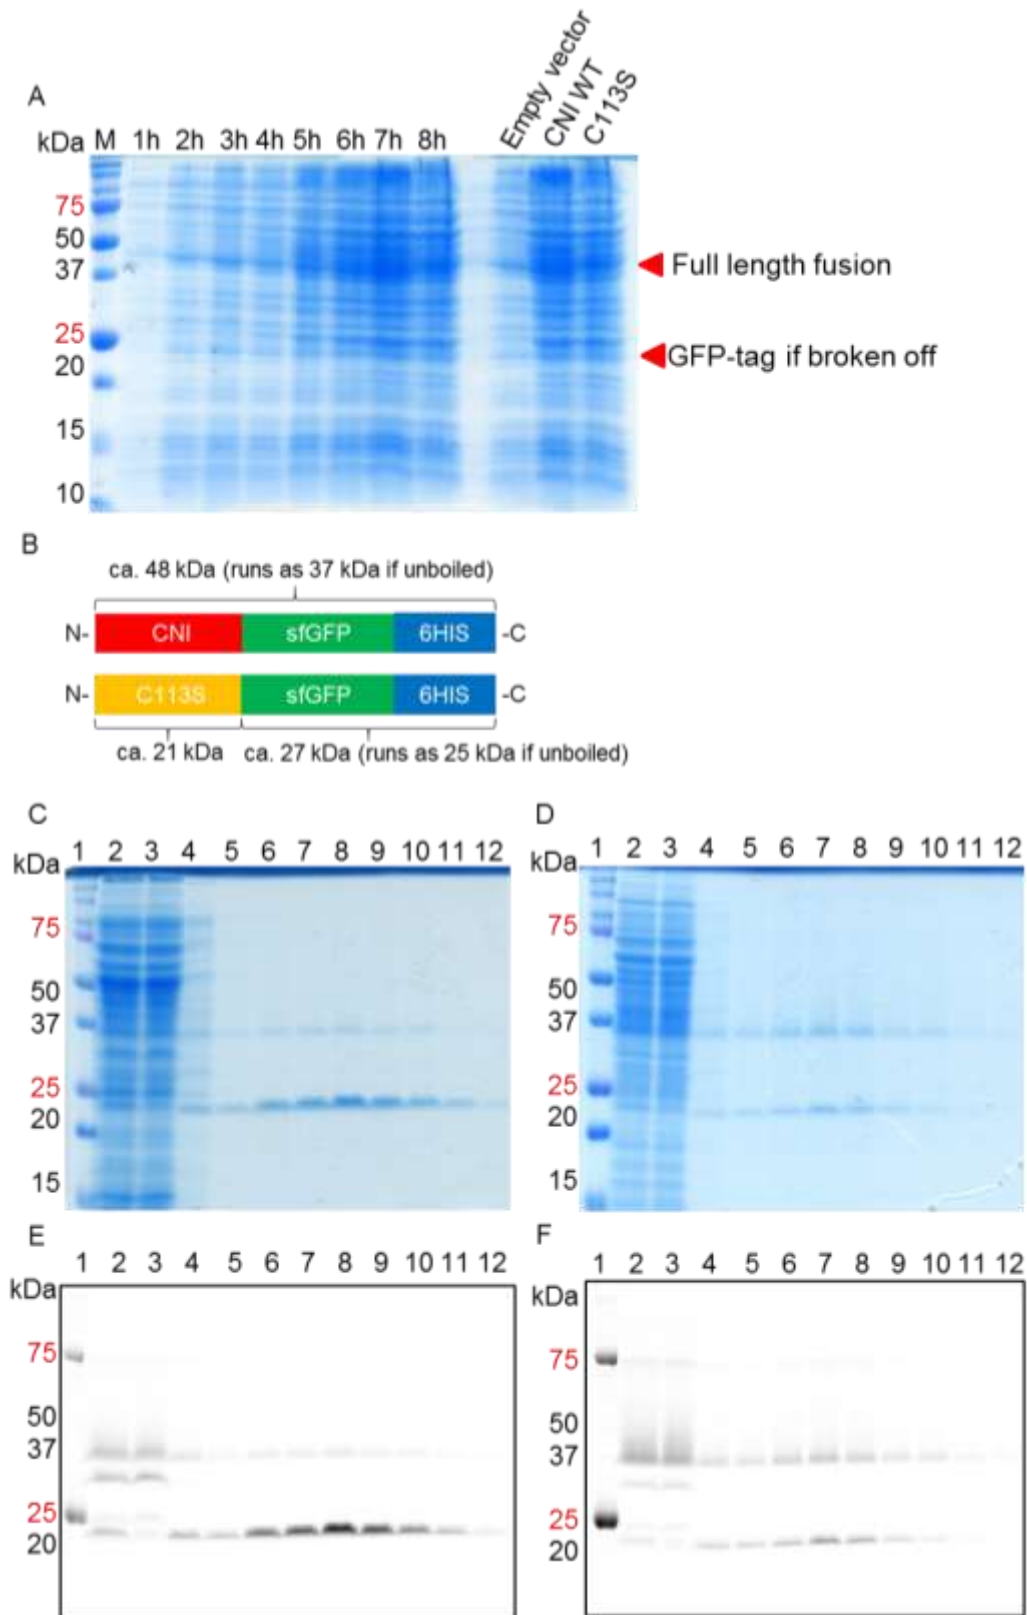 A
kDa M 1h 2h 3h 4h 5h 6h 7h 8h Empty vector CNI WT C113S
75
50
37
25
20
15
10
Full length fusion
GFP-tag if broken off
B
ca. 48 kDa (runs as 37 kDa if unboiled)
N- CNI sfGFP 6HIS -C
N- C113S sfGFP 6HIS -C
ca. 21 kDa ca. 27 kDa (runs as 25 kDa if unboiled)
C
kDa 1 2 3 4 5 6 7 8 9 10 11 12
75
50
37
25
20
15
D
kDa 1 2 3 4 5 6 7 8 9 10 11 12
75
50
37
25
20
15
E
kDa 1 2 3 4 5 6 7 8 9 10 11 12
75
50
37
25
20
F
kDa 1 2 3 4 5 6 7 8 9 10 11 12
75
50
37
25
20